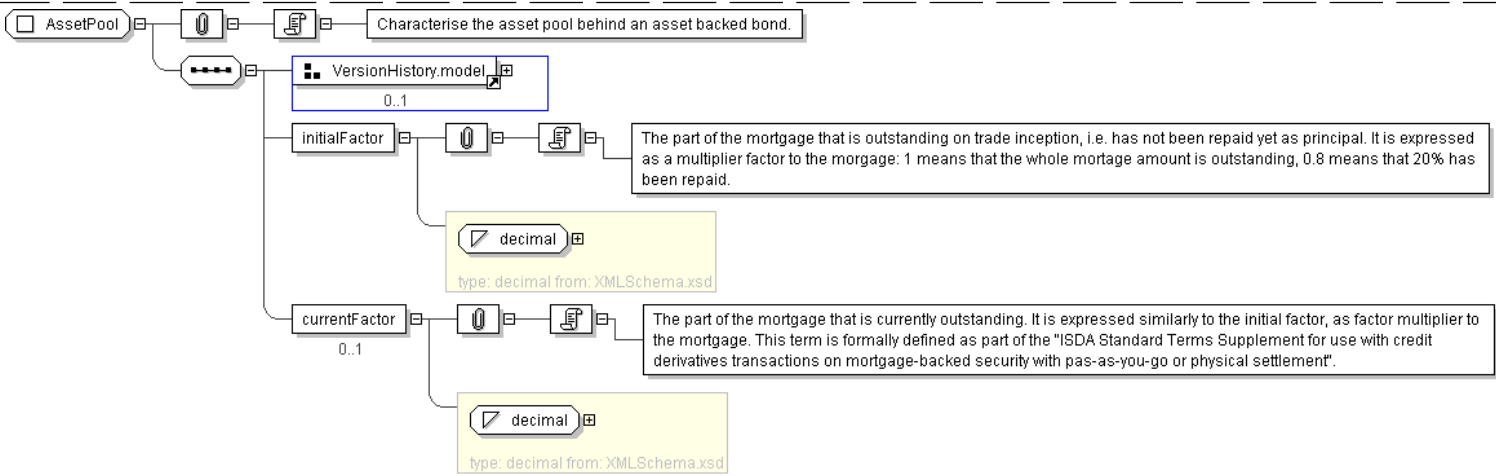 AssetPool
Characterise the asset pool behind an asset backed bond.
VersionHistory.model
0..1
initialFactor
The part of the mortgage that is outstanding on trade inception, i.e. has not been repaid yet as principal. It is expressed
as a multiplier factor to the morgage: 1 means that the whole mortage amount is outstanding, 0.8 means that 20% has
been repaid.
decimal
type: decimal from: XMLSchema.xsd
currentFactor
0..1
The part of the mortgage that is currently outstanding. It is expressed similarly to the initial factor, as factor multiplier to
the mortgage. This term is formally defined as part of the "ISDA Standard Terms Supplement for use with credit
derivatives transactions on mortgage-backed security with pas-as-you-go or physical settlement".
decimal
type: decimal from: XMLSchema.xsd